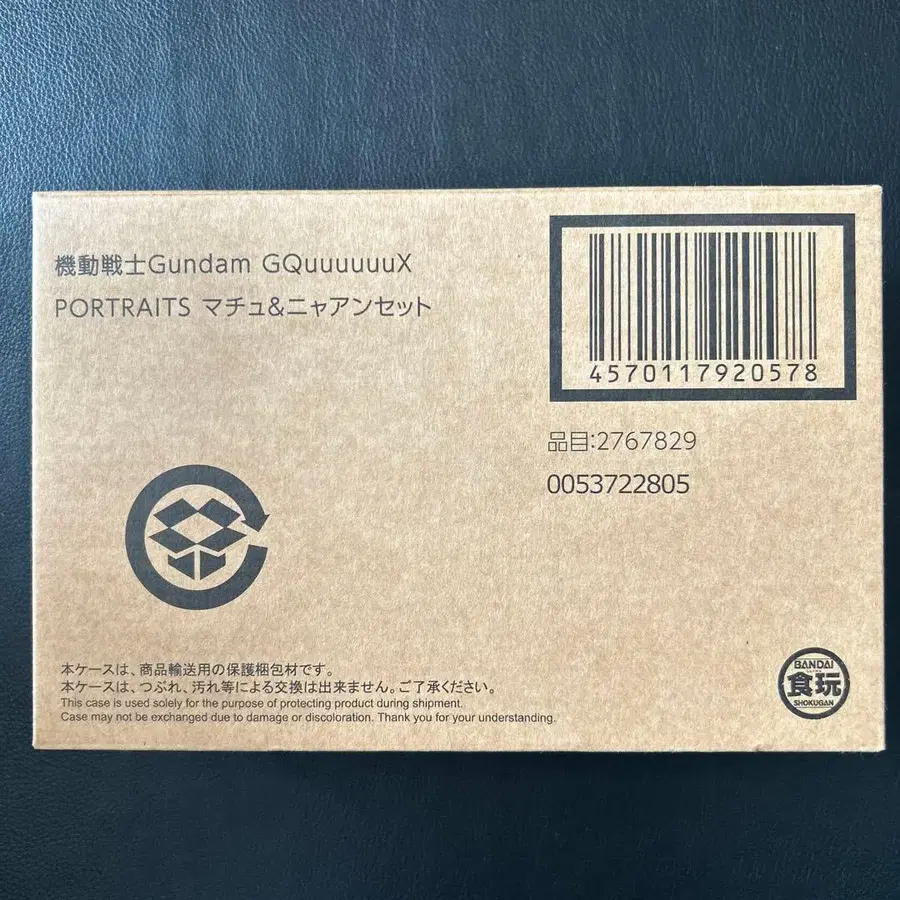 機動戦士Gundam GQuuuuuuX
PORTRAITS マチュ&ニャアンセット
4570117920578
品目:2767829
0053722805
本ケースは、商品輸送用の保護梱包材です。
本ケースは、つぶれ、汚れ等による交換は出来ません。ご了承ください。
This case is used solely for the purpose of protecting product during shipment.
Case may not be exchanged due to damage or discoloration. Thank you for your understanding.
BANDAI
食玩
SHOKUGAN